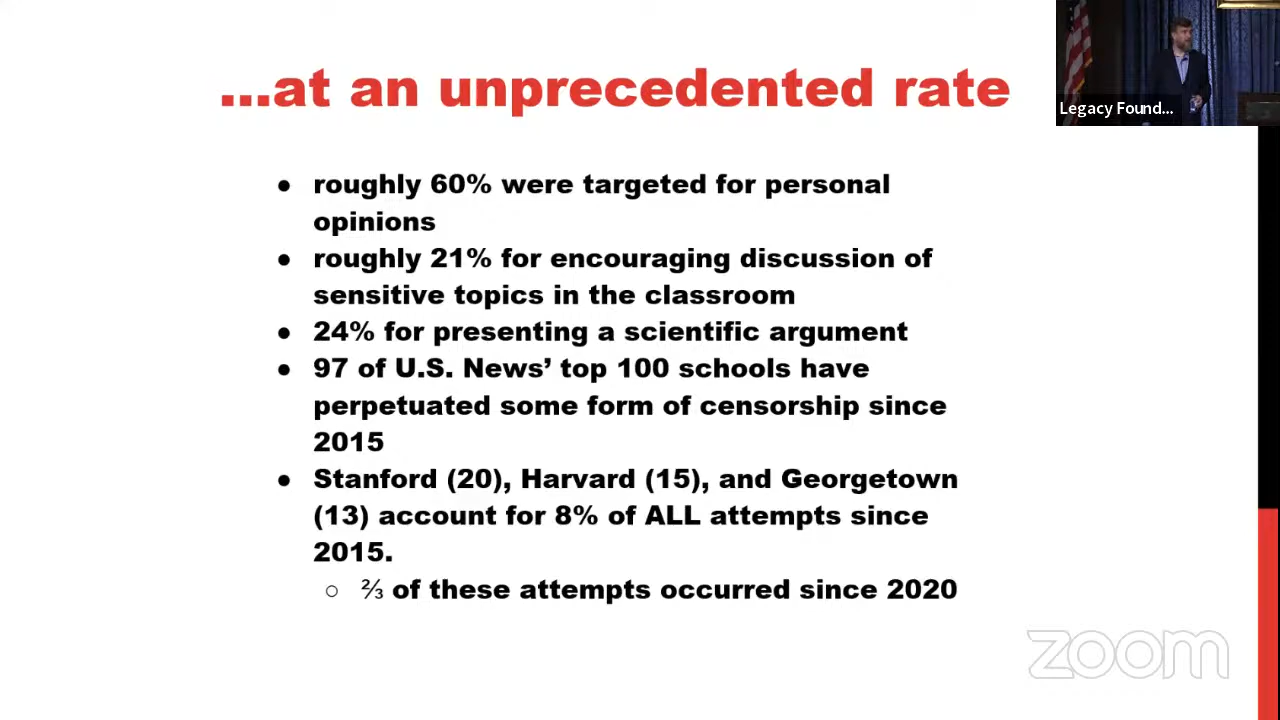 ...at an unprecedented rate
Legacy Found...
● roughly 60% were targeted for personal
opinions
● roughly 21% for encouraging discussion of
sensitive topics in the classroom
● 24% for presenting a scientific argument
● 97 of U.S. News’ top 100 schools have
perpetuated some form of censorship since
2015
● Stanford (20), Harvard (15), and Georgetown
(13) account for 8% of ALL attempts since
2015.
○ ⅔ of these attempts occurred since 2020
zoom